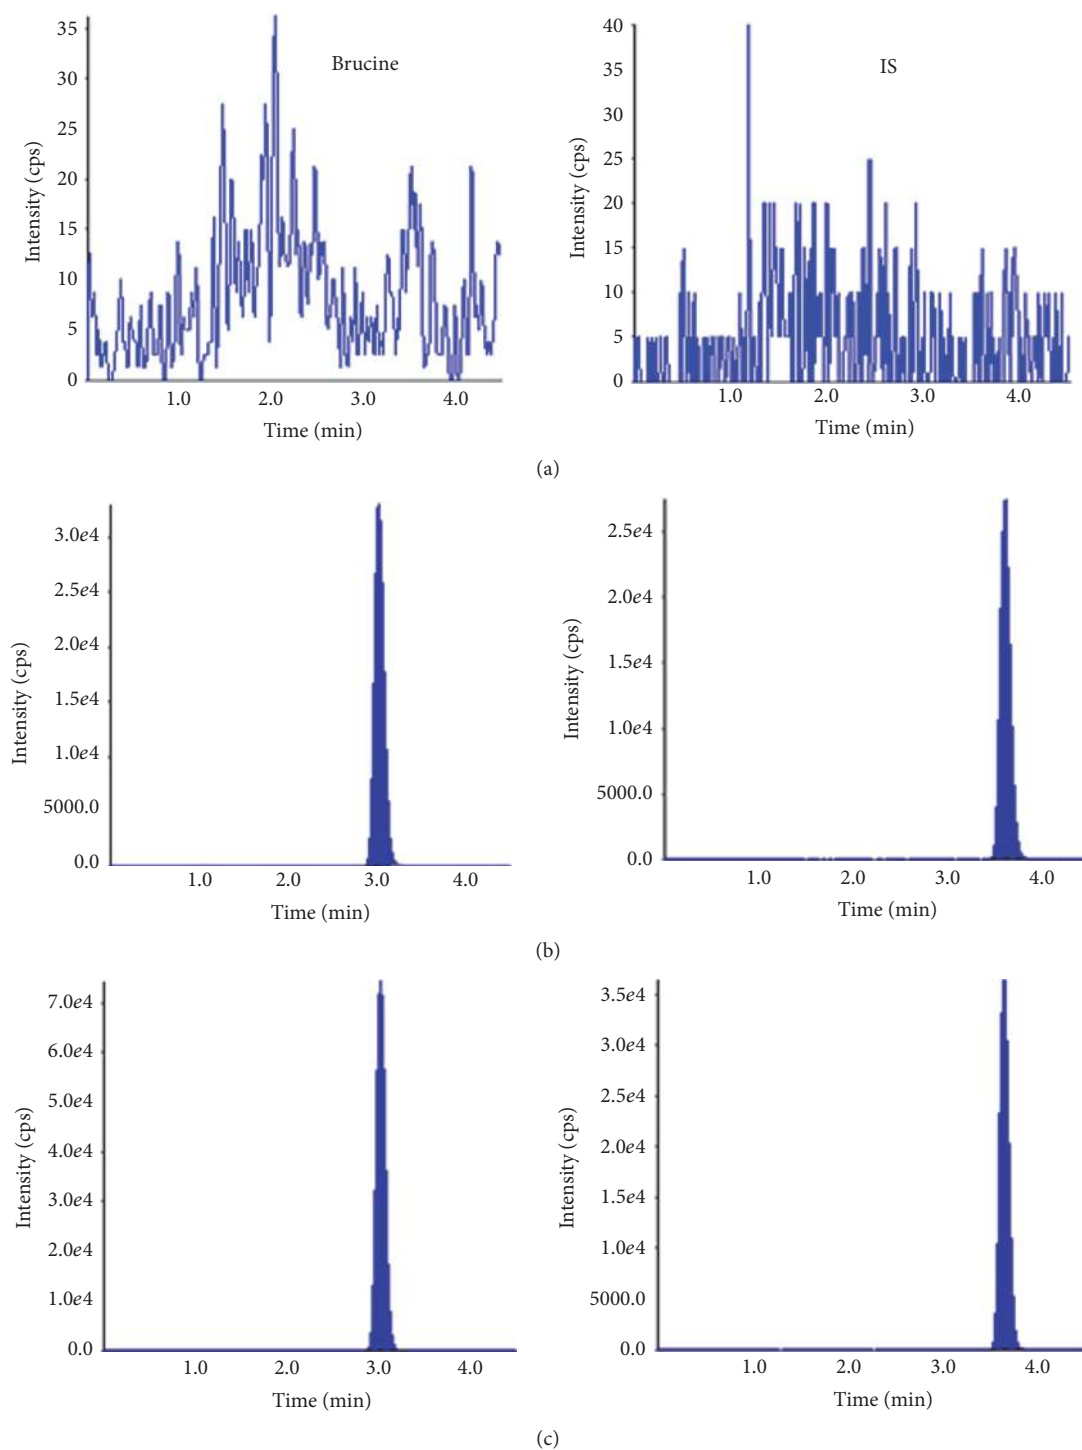 Brucine
35
30
25
20
15
10
5
0
Intensity (cps)
1.0 2.0 3.0 4.0
Time (min)
IS
40
35
30
25
20
15
10
5
0
Intensity (cps)
1.0 2.0 3.0 4.0
Time (min)
(a)
3.0e4
2.5e4
2.0e4
1.5e4
1.0e4
5000.0
0.0
Intensity (cps)
1.0 2.0 3.0 4.0
Time (min)
2.5e4
2.0e4
1.5e4
1.0e4
5000.0
0.0
Intensity (cps)
1.0 2.0 3.0 4.0
Time (min)
(b)
7.0e4
6.0e4
5.0e4
4.0e4
3.0e4
2.0e4
1.0e4
0.0
Intensity (cps)
1.0 2.0 3.0 4.0
Time (min)
3.5e4
3.0e4
2.5e4
2.0e4
1.5e4
1.0e4
5000.0
0.0
Intensity (cps)
1.0 2.0 3.0 4.0
Time (min)
(c)